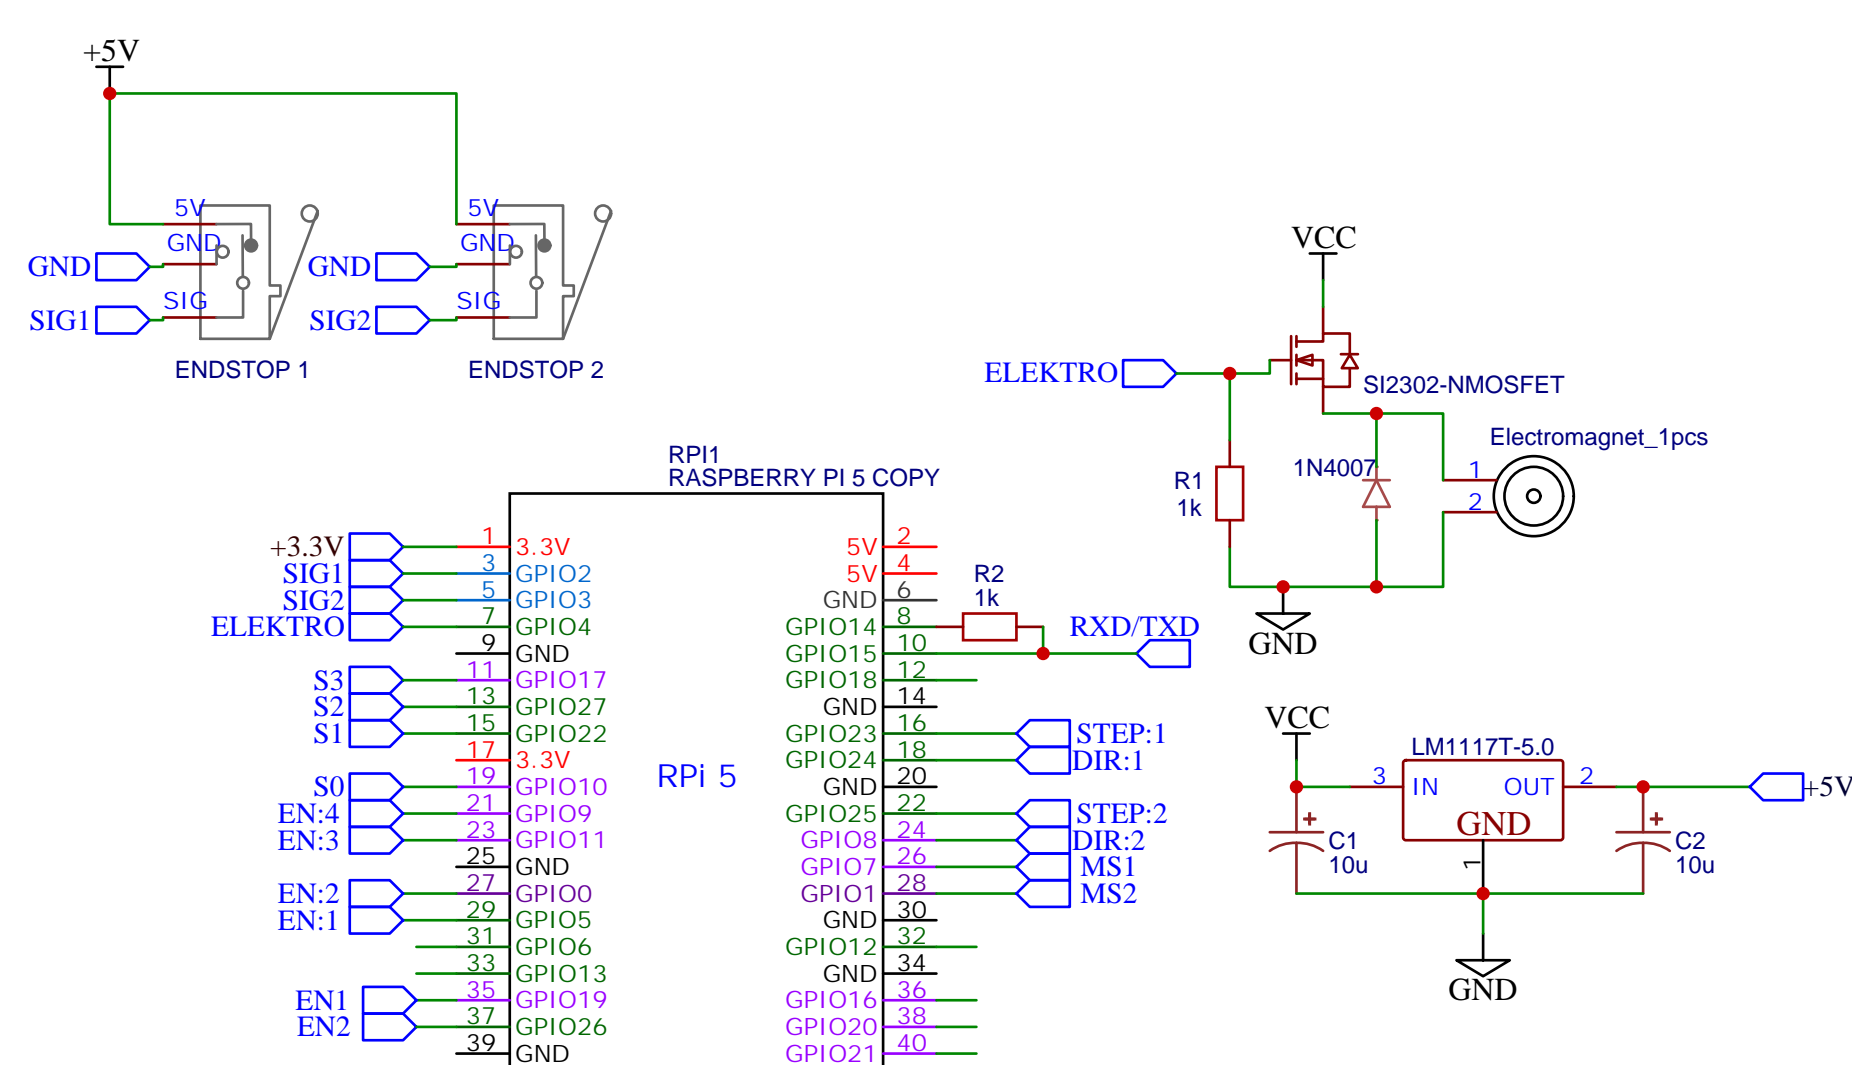 +5V
5V
GND
GND
SIG
SIG1
ENDSTOP 1
5V
GND
GND
SIG
SIG2
ENDSTOP 2
VCC
ELEKTRO
SI2302-NMOSFET
Electromagnet_1pcs
1N4007
1
2
R1
1k
GND
RPI1
RASPBERRY PI 5 COPY
RPi 5
+3.3V 1 3.3V
SIG1 3 GPIO2
SIG2 5 GPIO3
ELEKTRO 7 GPIO4
9 GND
S3 11 GPIO17
S2 13 GPIO27
S1 15 GPIO22
17 3.3V
S0 19 GPIO10
EN:4 21 GPIO9
EN:3 23 GPIO11
25 GND
EN:2 27 GPIO0
EN:1 29 GPIO5
31 GPIO6
33 GPIO13
EN1 35 GPIO19
EN2 37 GPIO26
39 GND
5V 2
5V 4
GND 6
GPIO14 8
R2
1k
RXD/TXD
GPIO15 10
GPIO18 12
GND 14
GPIO23 16 STEP:1
GPIO24 18 DIR:1
GND 20
GPIO25 22 STEP:2
GPIO8 24 DIR:2
GPIO7 26 MS1
GPIO1 28 MS2
GND 30
GPIO12 32
GND 34
GPIO16 36
GPIO20 38
GPIO21 40
VCC
LM1117T-5.0
3 IN OUT 2
+5V
GND
1
C1
10u
C2
10u
GND